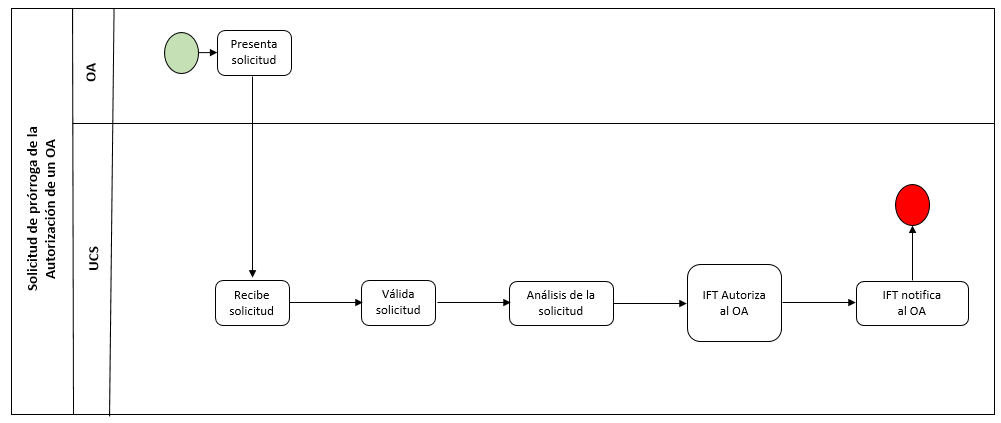 Solicitud de prórroga de la
Autorización de un OA
OA
Presenta
solicitud
UCS
Recibe
solicitud
Válida
solicitud
Análisis de la
solicitud
IFT Autoriza
al OA
IFT notifica
al OA